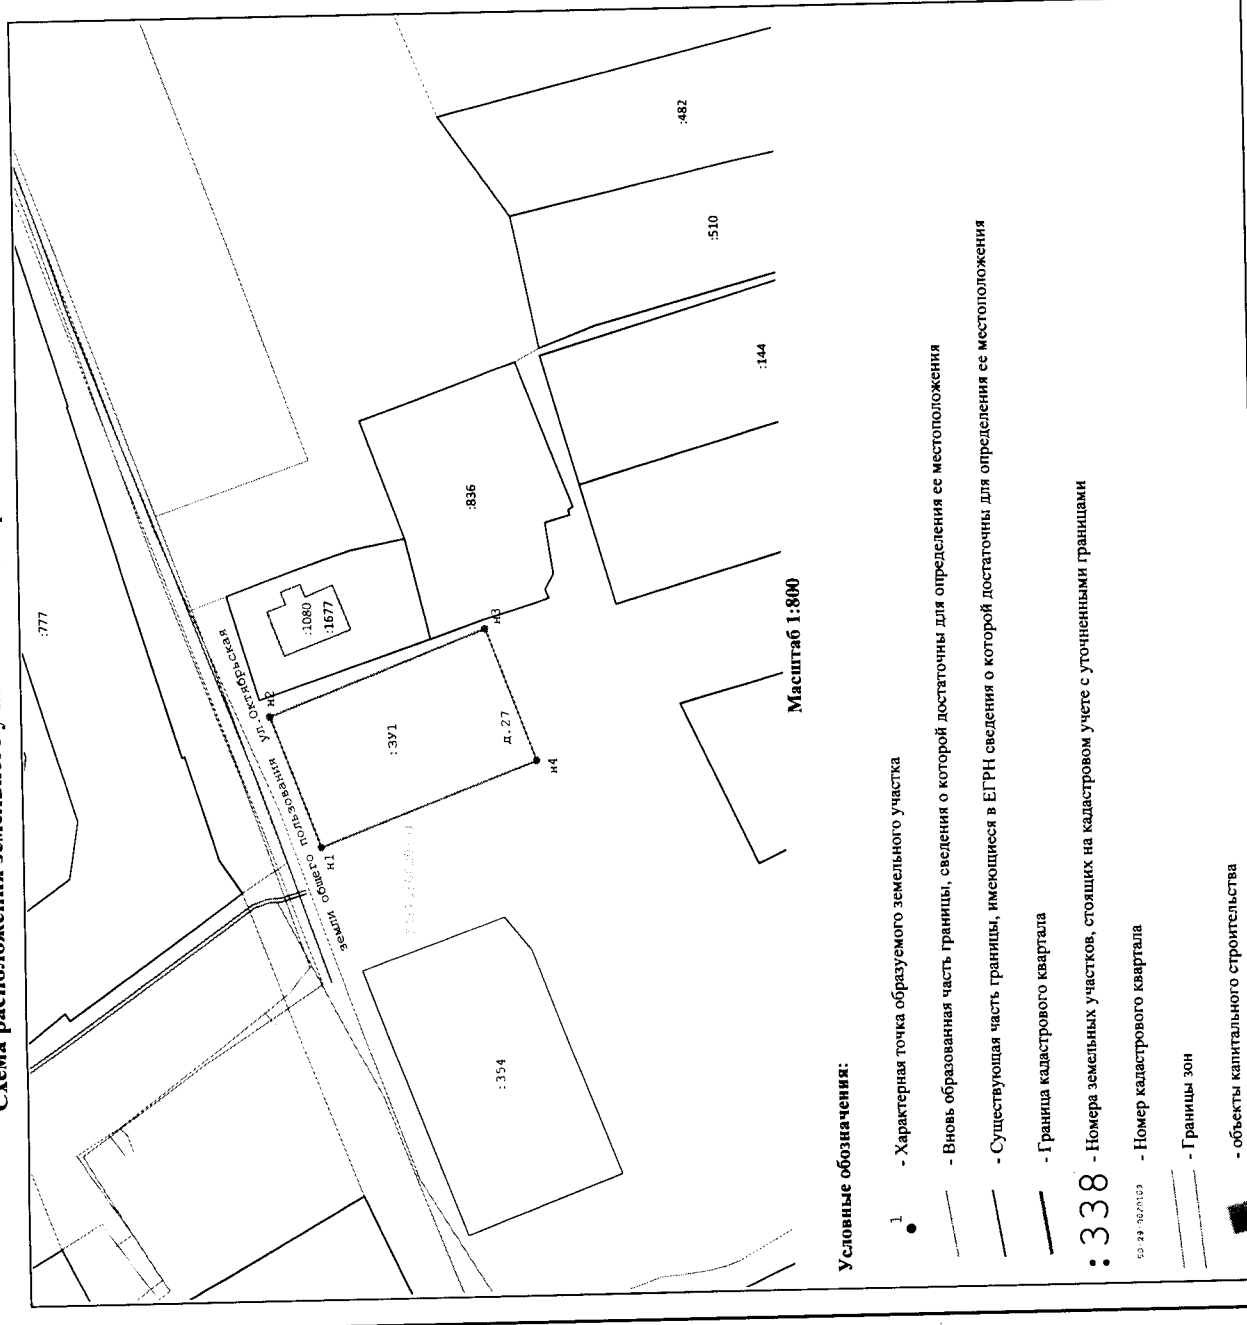 :777
ул.Октябрьская
земли общего пользования
н1
н2
н3
н4
:ЗУ1
д.27
:1080
:1677
:836
:354
:482
:510
:144
Масштаб 1:800
Условные обозначения:
1 - Характерная точка образуемого земельного участка
- Вновь образованная часть границы, сведения о которой достаточны для определения ее местоположения
- Существующая часть границы, имеющиеся в ЕГРН сведения о которой достаточны для определения ее местоположения
- Граница кадастрового квартала
:338 - Номера земельных участков, стоящих на кадастровом учете с уточненными границами
- Номер кадастрового квартала
- Границы зон
- объекты капитального строительства